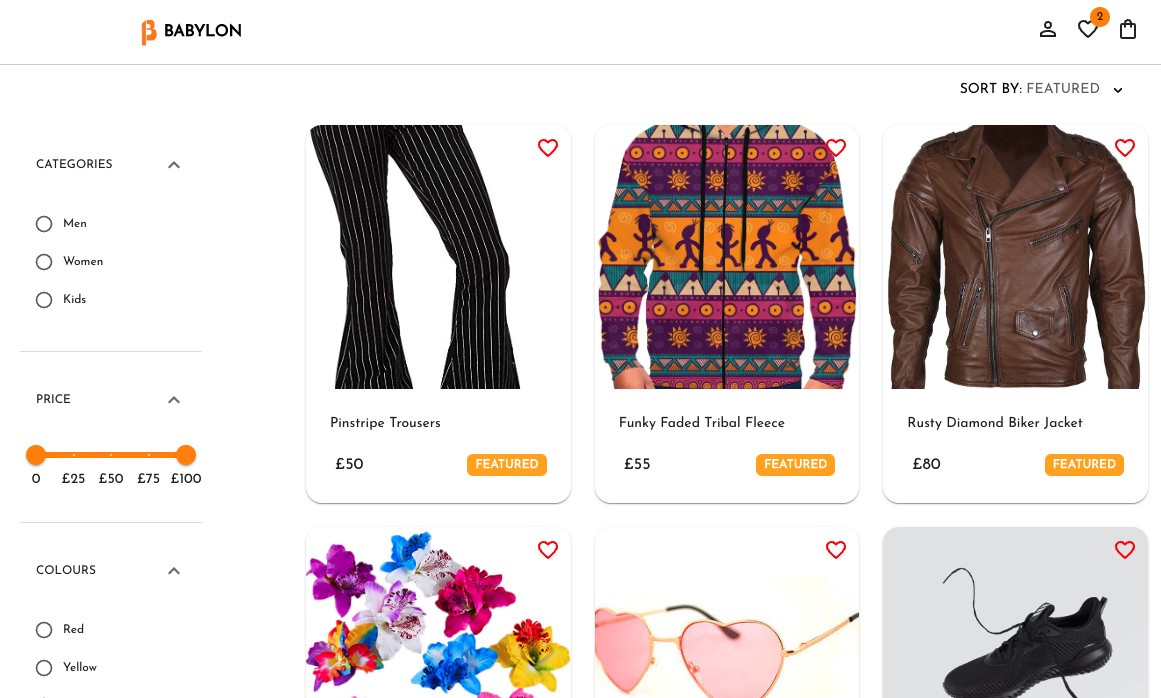 BABYLON
2
SORT BY: FEATURED
CATEGORIES
Men
Women
Kids
PRICE
0 £25 £50 £75 £100
COLOURS
Red
Yellow
Pinstripe Trousers
£50 FEATURED
Funky Faded Tribal Fleece
£55 FEATURED
Rusty Diamond Biker Jacket
£80 FEATURED